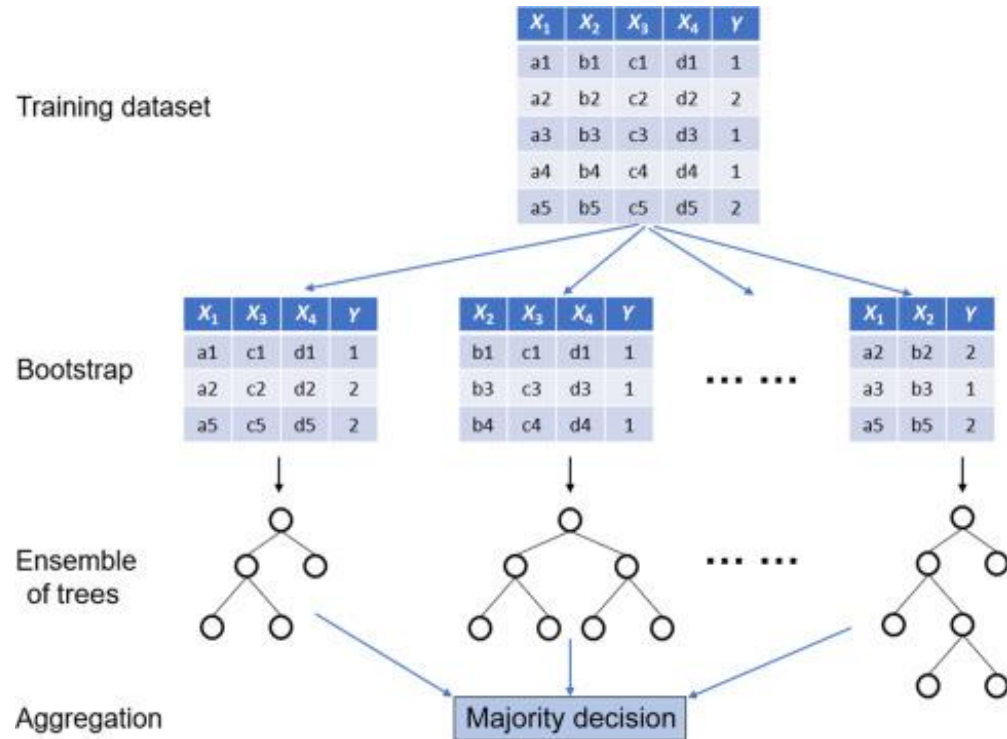 X₁ X₂ X₃ X₄ Y
a1 b1 c1 d1 1
Training dataset
a2 b2 c2 d2 2
a3 b3 c3 d3 1
a4 b4 c4 d4 1
a5 b5 c5 d5 2
X₁ X₃ X₄ Y
a1 c1 d1 1
a2 c2 d2 2
a5 c5 d5 2
X₂ X₃ X₄ Y
b1 c1 d1 1
b3 c3 d3 1
b4 c4 d4 1
... ...
X₁ X₂ Y
a2 b2 2
a3 b3 1
a5 b5 2
Bootstrap
Ensemble
of trees
... ...
Aggregation
Majority decision